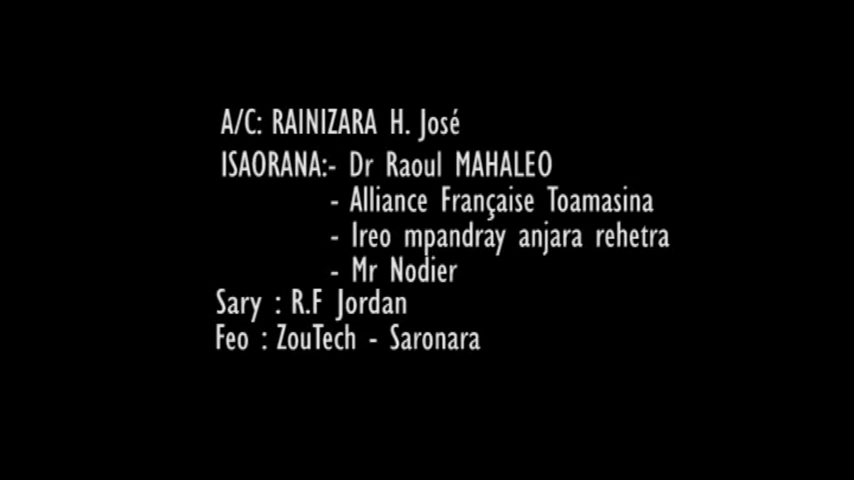 A/C: RAINIZARA H. José
ISAORANA:- Dr Raoul MAHALEO
- Alliance Française Toamasina
- Ireo mpandray anjara rehetra
- Mr Nodier
Sary : R.F Jordan
Feo : ZouTech - Saronara